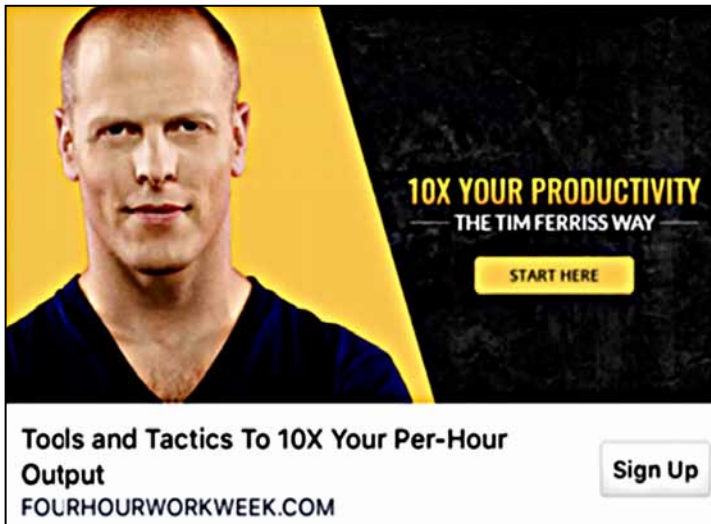 10X YOUR PRODUCTIVITY
THE TIM FERRISS WAY
START HERE
Tools and Tactics To 10X Your Per-Hour
Output
FOURHOURWORKWEEK.COM
Sign Up